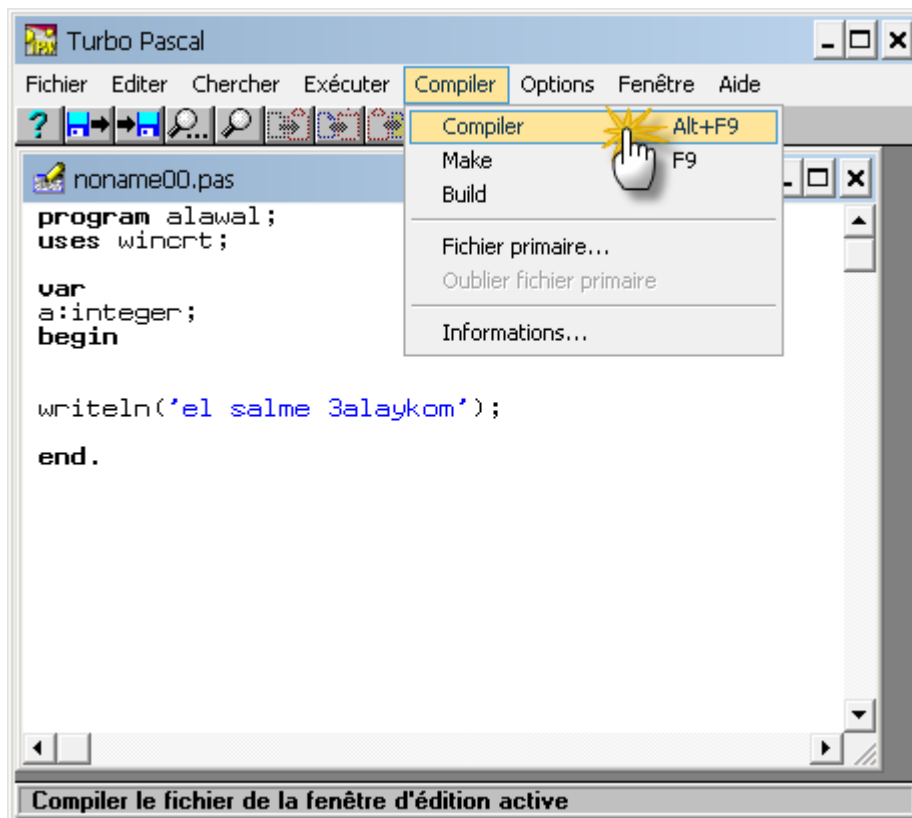 Turbo Pascal
Fichier Editer Chercher Exécuter Compiler Options Fenêtre Aide
Compiler Alt+F9
Make F9
Build
Fichier primaire...
Oublier fichier primaire
Informations...
noname00.pas
program alawal;
uses wincrt;
var
a:integer;
begin
writeln('el salme 3alaykom');
end.
Compiler le fichier de la fenêtre d'édition active